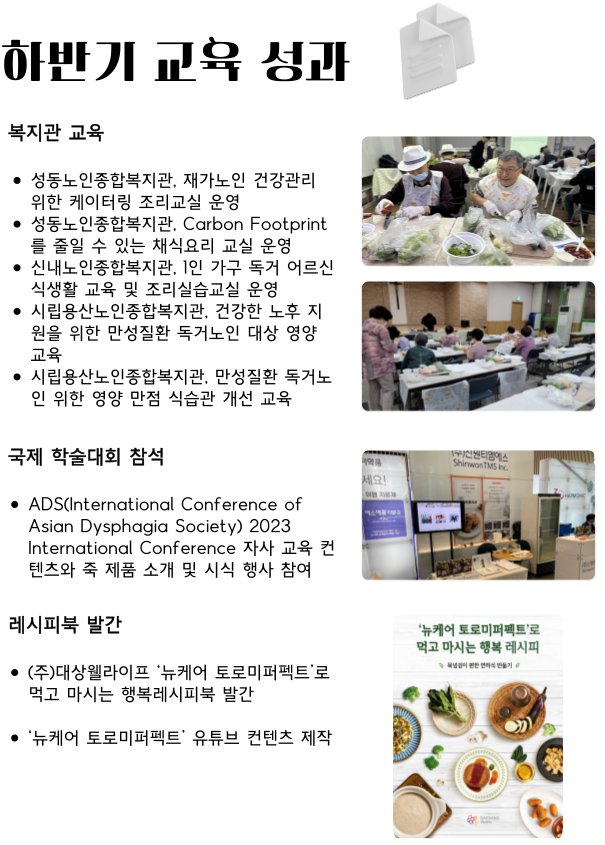 하반기 교육 성과
복지관 교육
• 성동노인종합복지관, 재가노인 건강관리
위한 케이터링 조리교실 운영
• 성동노인종합복지관, Carbon Footprint
를 줄일 수 있는 채식요리 교실 운영
• 신내노인종합복지관, 1인 가구 독거 어르신
식생활 교육 및 조리실습교실 운영
• 시립용산노인종합복지관, 건강한 노후 지
원을 위한 만성질환 독거노인 대상 영양
교육
• 시립용산노인종합복지관, 만성질환 독거노
인 위한 영양 만점 식습관 개선 교육
국제 학술대회 참석
(주)신원티엠에스
ShinwonTMS Inc.
• ADS(International Conference of
Asian Dysphagia Society) 2023
International Conference 자사 교육 컨
텐츠와 죽 제품 소개 및 시식 행사 참여
레시피북 발간
• (주)대상웰라이프 ‘뉴케어 토로미퍼펙트’로
먹고 마시는 행복레시피북 발간
• ‘뉴케어 토로미퍼펙트’ 유튜브 컨텐츠 제작
‘뉴케어 토로미퍼펙트’로
먹고 마시는 행복 레시피
목넘김이 편한 연하식 만들기